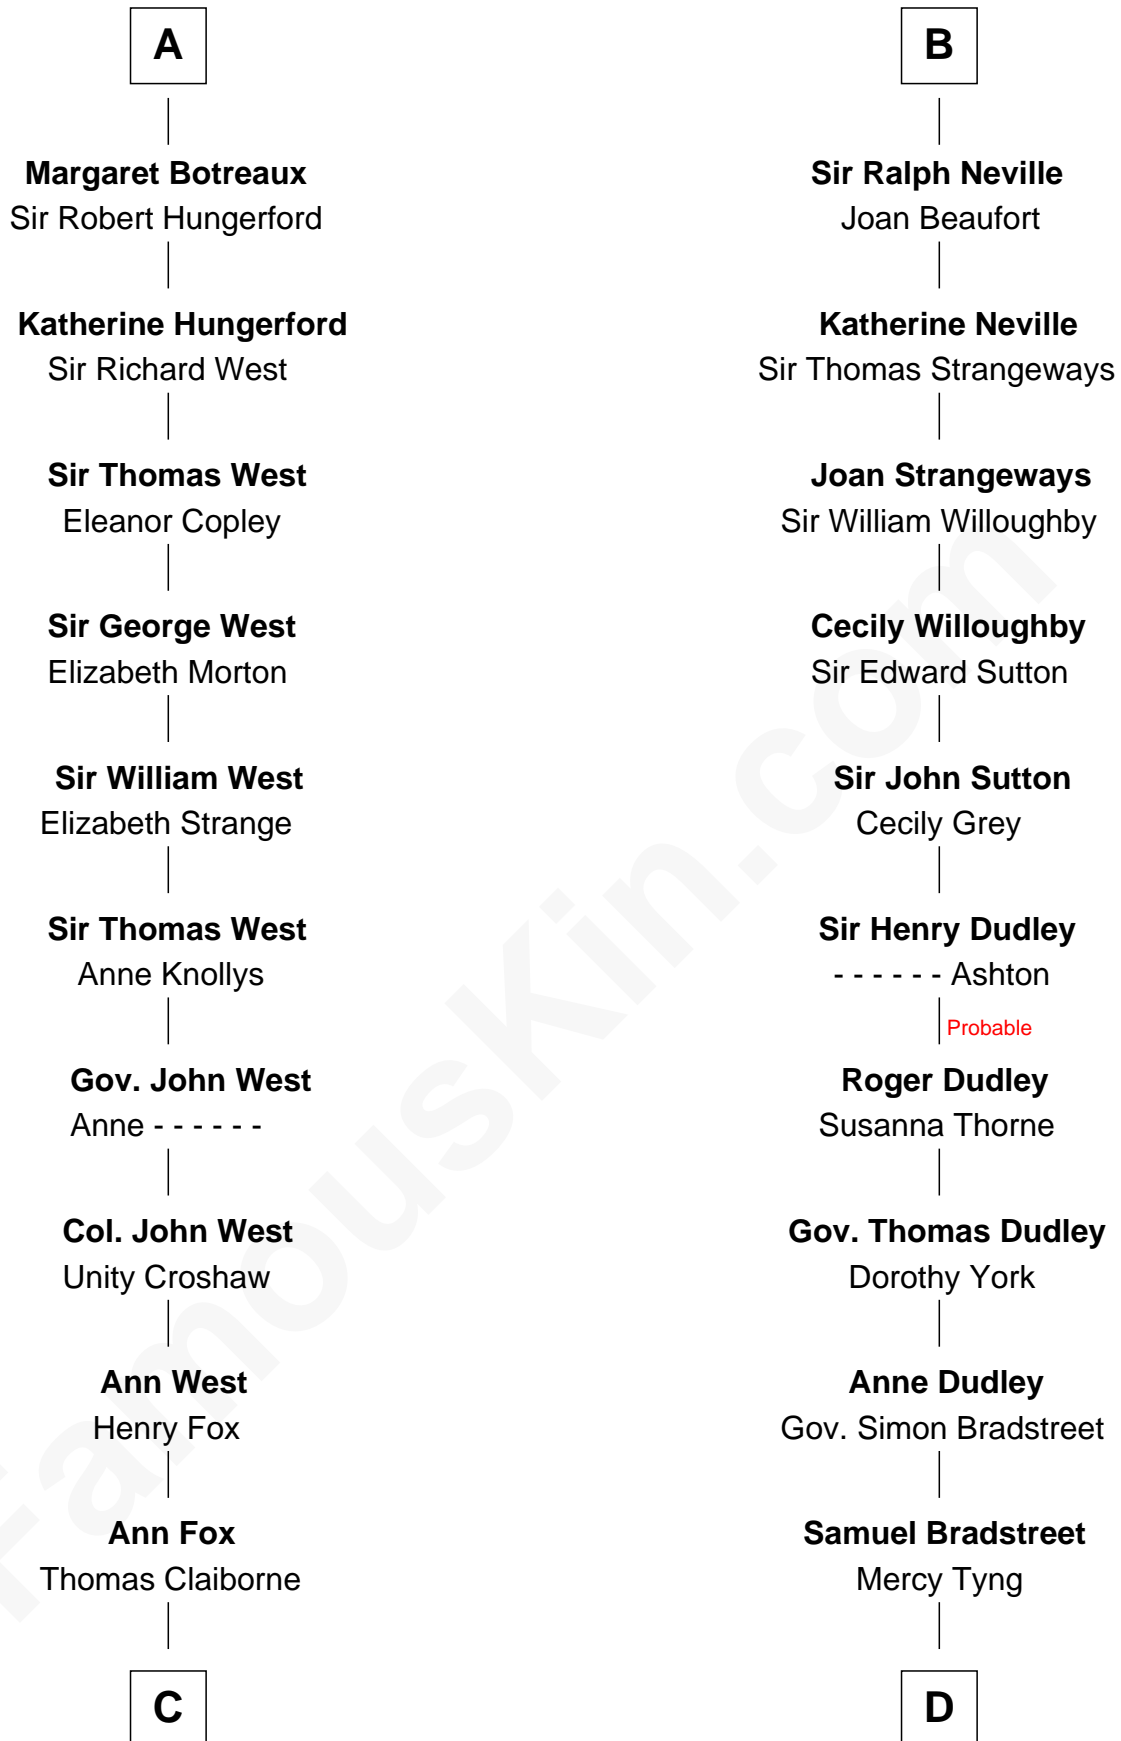 A
Margaret Botreaux
Sir Robert Hungerford
Katherine Hungerford
Sir Richard West
Sir Thomas West
Eleanor Copley
Sir George West
Elizabeth Morton
Sir William West
Elizabeth Strange
Sir Thomas West
Anne Knollys
Gov. John West
Anne - - - - - -
Col. John West
Unity Croshaw
Ann West
Henry Fox
Ann Fox
Thomas Claiborne
C
B
Sir Ralph Neville
Joan Beaufort
Katherine Neville
Sir Thomas Strangeways
Joan Strangeways
Sir William Willoughby
Cecily Willoughby
Sir Edward Sutton
Sir John Sutton
Cecily Grey
Sir Henry Dudley
- - - - - - Ashton
Probable
Roger Dudley
Susanna Thorne
Gov. Thomas Dudley
Dorothy York
Anne Dudley
Gov. Simon Bradstreet
Samuel Bradstreet
Mercy Tyng
D
FamousKin.com